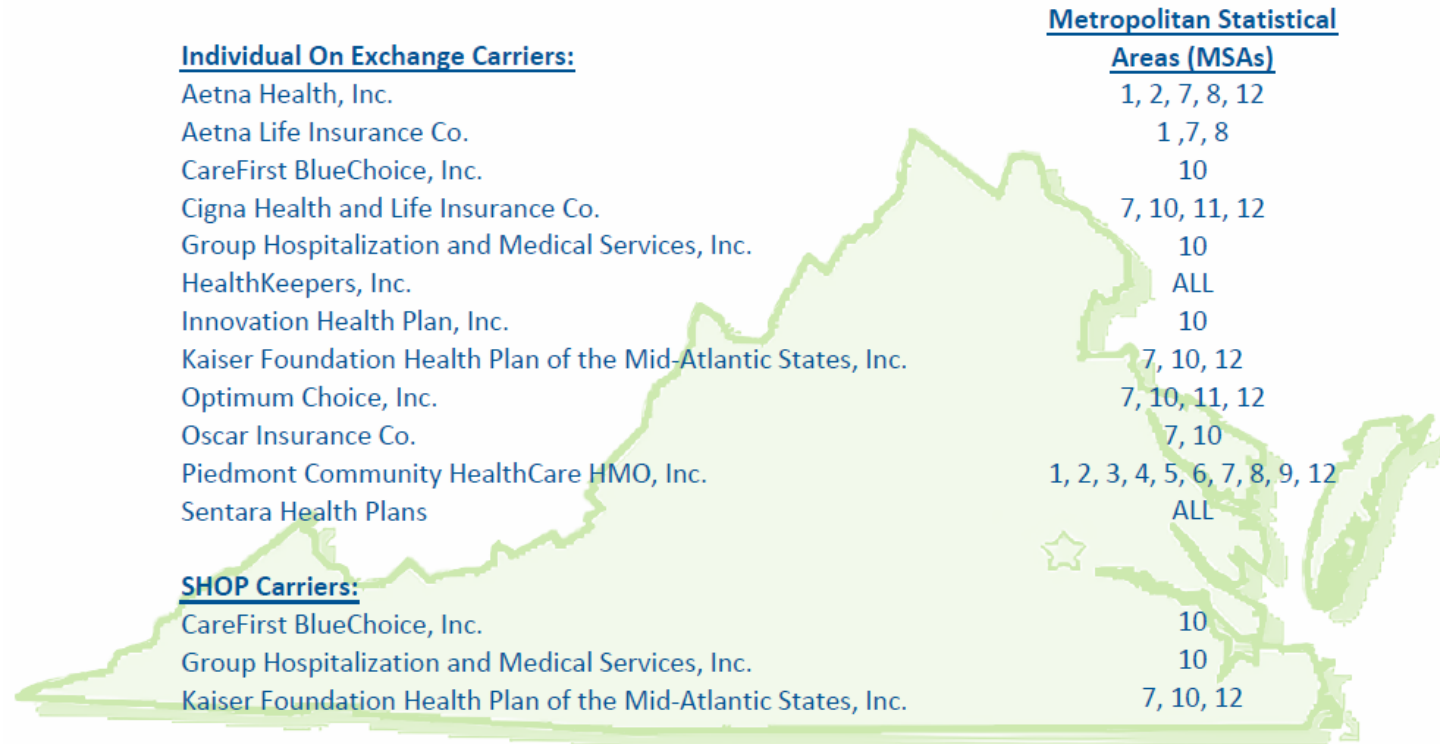 Metropolitan Statistical
Individual On Exchange Carriers: Areas (MSAs)
Aetna Health, Inc. 1, 2, 7, 8, 12
Aetna Life Insurance Co. 1 ,7, 8
CareFirst BlueChoice, Inc. 10
Cigna Health and Life Insurance Co. 7, 10, 11, 12
Group Hospitalization and Medical Services, Inc. 10
HealthKeepers, Inc. ALL
Innovation Health Plan, Inc. 10
Kaiser Foundation Health Plan of the Mid-Atlantic States, Inc. 7, 10, 12
Optimum Choice, Inc. 7, 10, 11, 12
Oscar Insurance Co. 7, 10
Piedmont Community HealthCare HMO, Inc. 1, 2, 3, 4, 5, 6, 7, 8, 9, 12
Sentara Health Plans ALL
SHOP Carriers:
CareFirst BlueChoice, Inc. 10
Group Hospitalization and Medical Services, Inc. 10
Kaiser Foundation Health Plan of the Mid-Atlantic States, Inc. 7, 10, 12